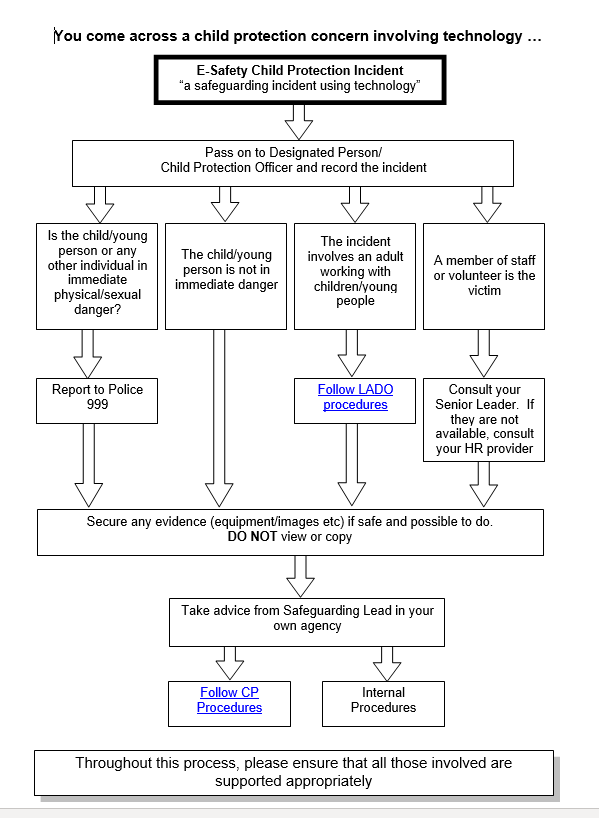 You come across a child protection concern involving technology …
E-Safety Child Protection Incident
“a safeguarding incident using technology”
Pass on to Designated Person/
Child Protection Officer and record the incident
Is the child/young
person or any
other individual in
immediate
physical/sexual
danger?
The child/young
person is not in
immediate danger
The incident
involves an adult
working with
children/young
people
A member of staff
or volunteer is the
victim
Report to Police
999
Follow LADO
procedures
Consult your
Senior Leader.  If
they are not
available, consult
your HR provider
Secure any evidence (equipment/images etc) if safe and possible to do.
DO NOT view or copy
Take advice from Safeguarding Lead in your
own agency
Follow CP
Procedures
Internal
Procedures
Throughout this process, please ensure that all those involved are
supported appropriately